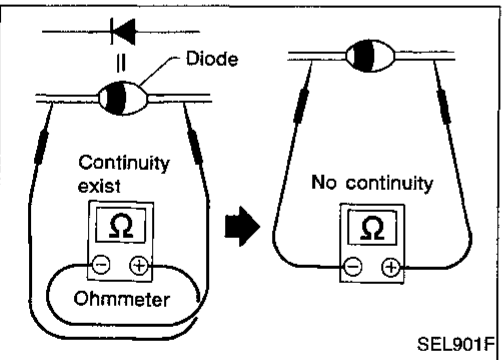 Diode
Continuity
exist
Ω
⊖ ⊕
Ohmmeter
No continuity
Ω
⊖ ⊕
SEL901F